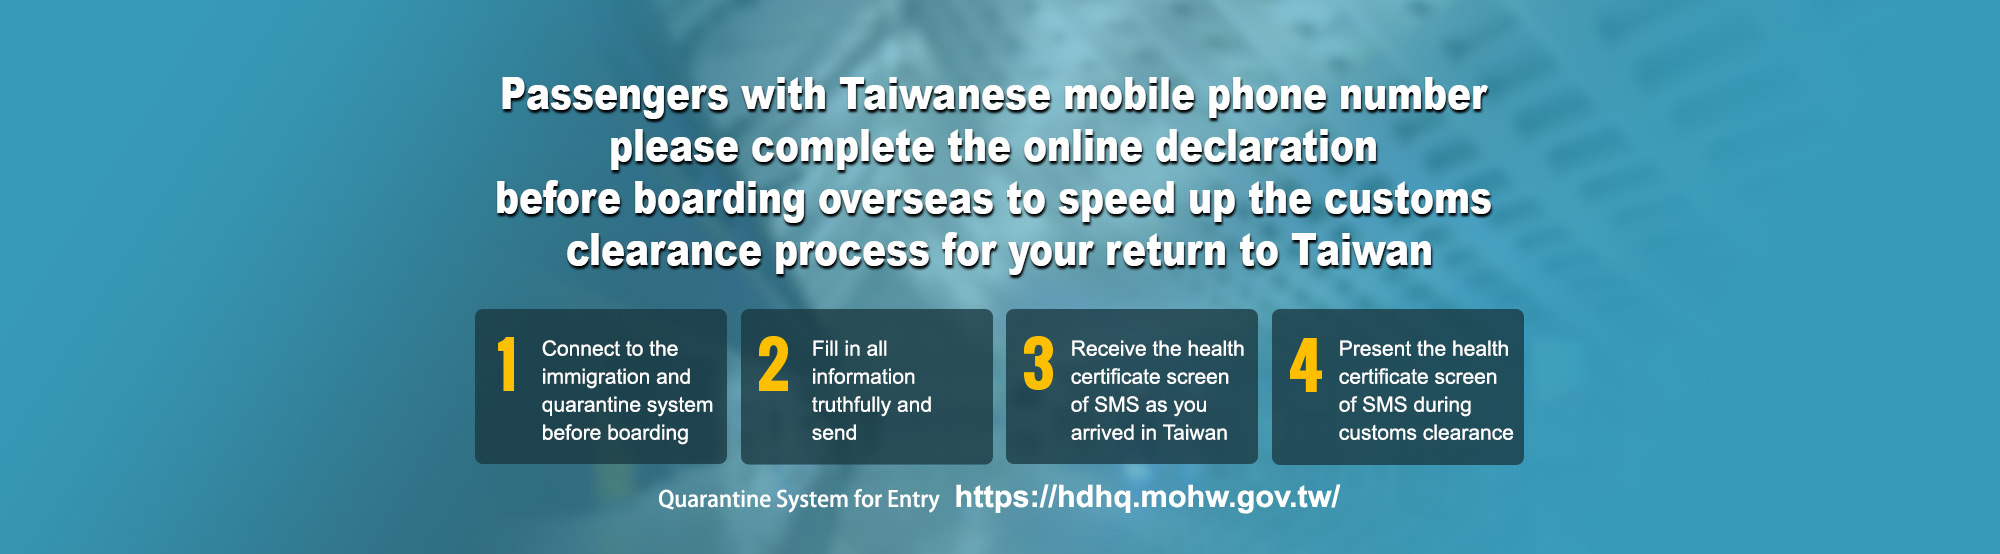 Passengers with Taiwanese mobile phone number
please complete the online declaration
before boarding overseas to speed up the customs
clearance process for your return to Taiwan
1
Connect to the
immigration and
quarantine system
before boarding
2
Fill in all
information
truthfully and
send
3
Receive the health
certificate screen
of SMS as you
arrived in Taiwan
4
Present the health
certificate screen
of SMS during
customs clearance
Quarantine System for Entry https://hdhq.mohw.gov.tw/